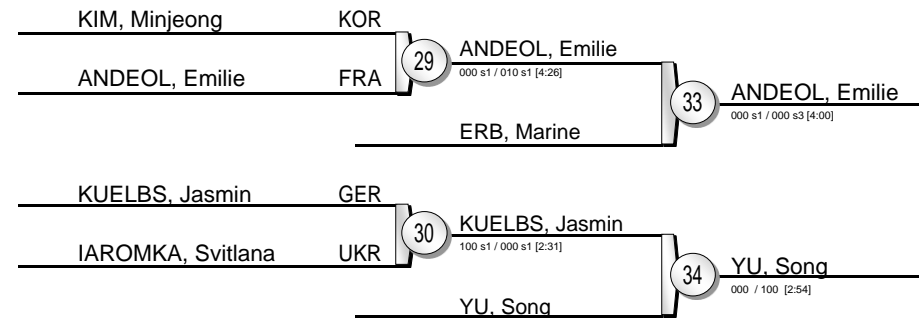 KIM, Minjeong KOR
ANDEOL, Emilie FRA
29
ANDEOL, Emilie
000 s1 / 010 s1 [4:26]
ERB, Marine
33
ANDEOL, Emilie
000 s1 / 000 s3 [4:00]
KUELBS, Jasmin GER
IAROMKA, Svitlana UKR
30
KUELBS, Jasmin
100 s1 / 000 s1 [2:31]
YU, Song
34
YU, Song
000 / 100 [2:54]